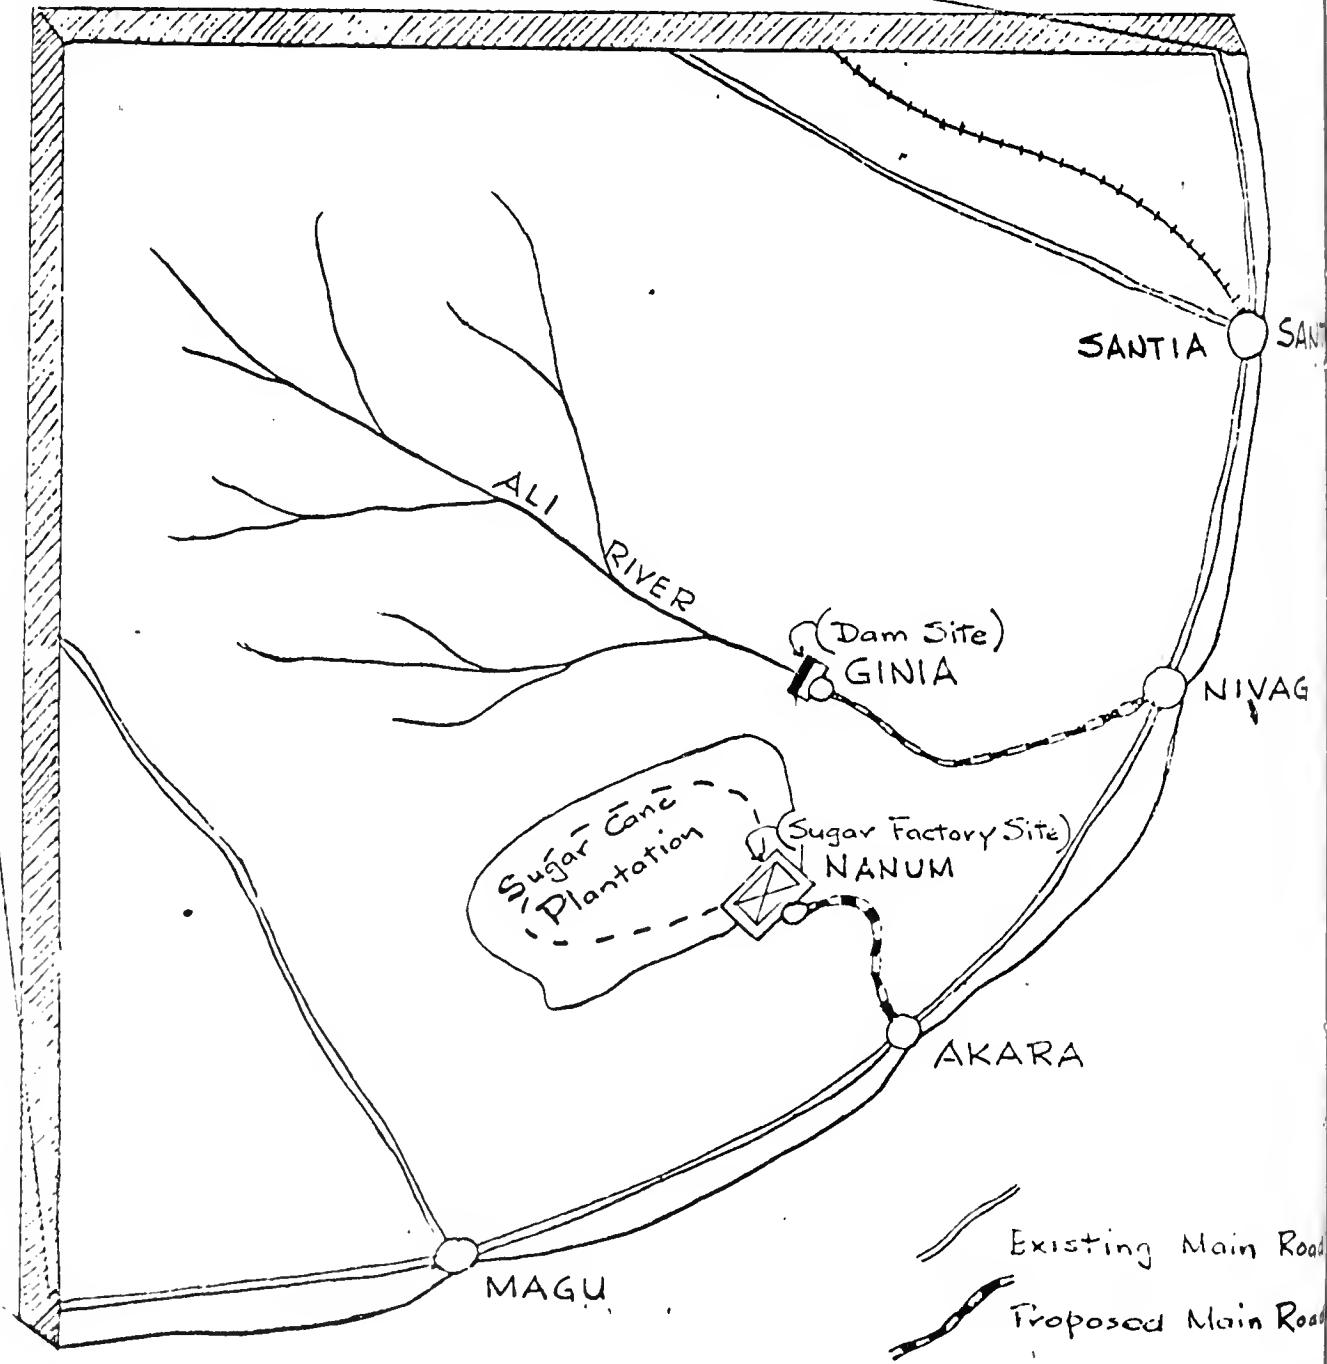 SANTIA
SANT
ALI
RIVER
(Dam Site)
GINIA
NIVAG
Sugar Cane
Plantation
(Sugar Factory Site)
NANUM
AKARA
MAGU
Existing Main Road
Proposed Main Road